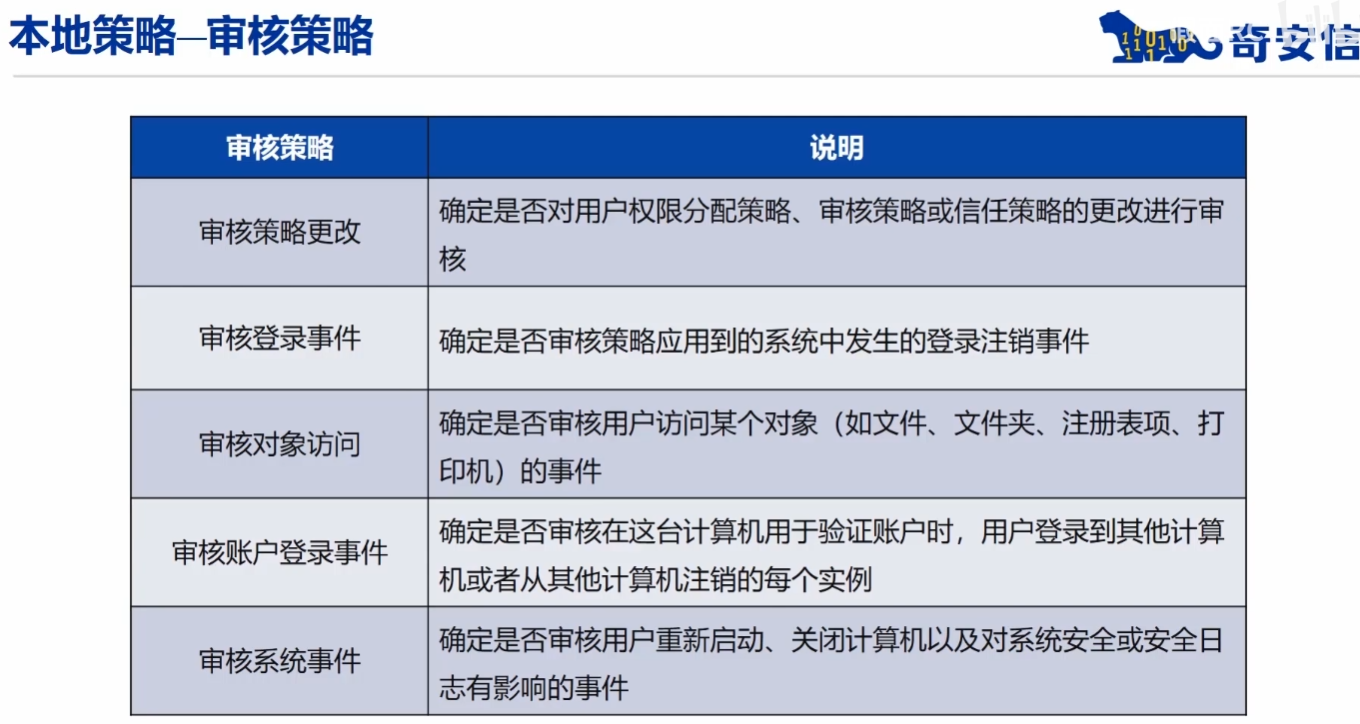 本地策略—审核策略
奇安信
审核策略
说明
审核策略更改
确定是否对用户权限分配策略、审核策略或信任策略的更改进行审
核
审核登录事件
确定是否审核策略应用到的系统中发生的登录注销事件
审核对象访问
确定是否审核用户访问某个对象（如文件、文件夹、注册表项、打
印机）的事件
审核账户登录事件
确定是否审核在这台计算机用于验证账户时，用户登录到其他计算
机或者从其他计算机注销的每个实例
审核系统事件
确定是否审核用户重新启动、关闭计算机以及对系统安全或安全日
志有影响的事件